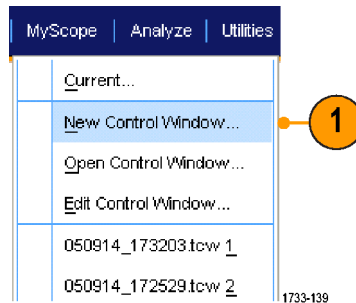 MyScope | Analyze | Utilities
Current...
New Control Window...
1
Open Control Window...
Edit Control Window...
050914_173203.tcw 1
050914_172529.tcw 2
1733-139